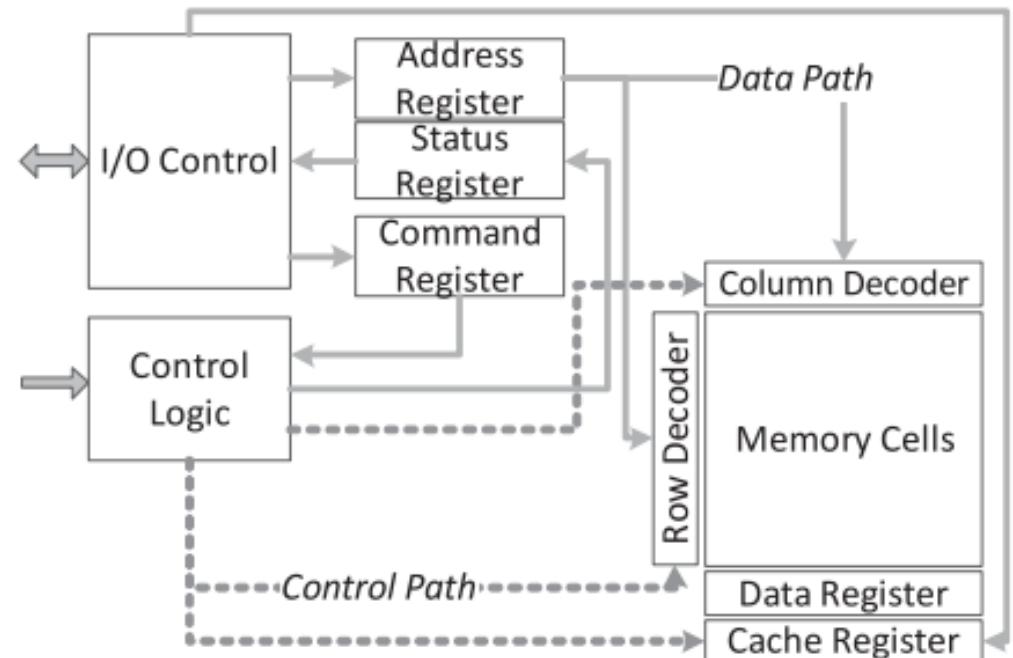 Address
Register
Data Path
Status
Register
I/O Control
Command
Register
Column Decoder
Control
Logic
Row Decoder
Memory Cells
Control Path
Data Register
Cache Register